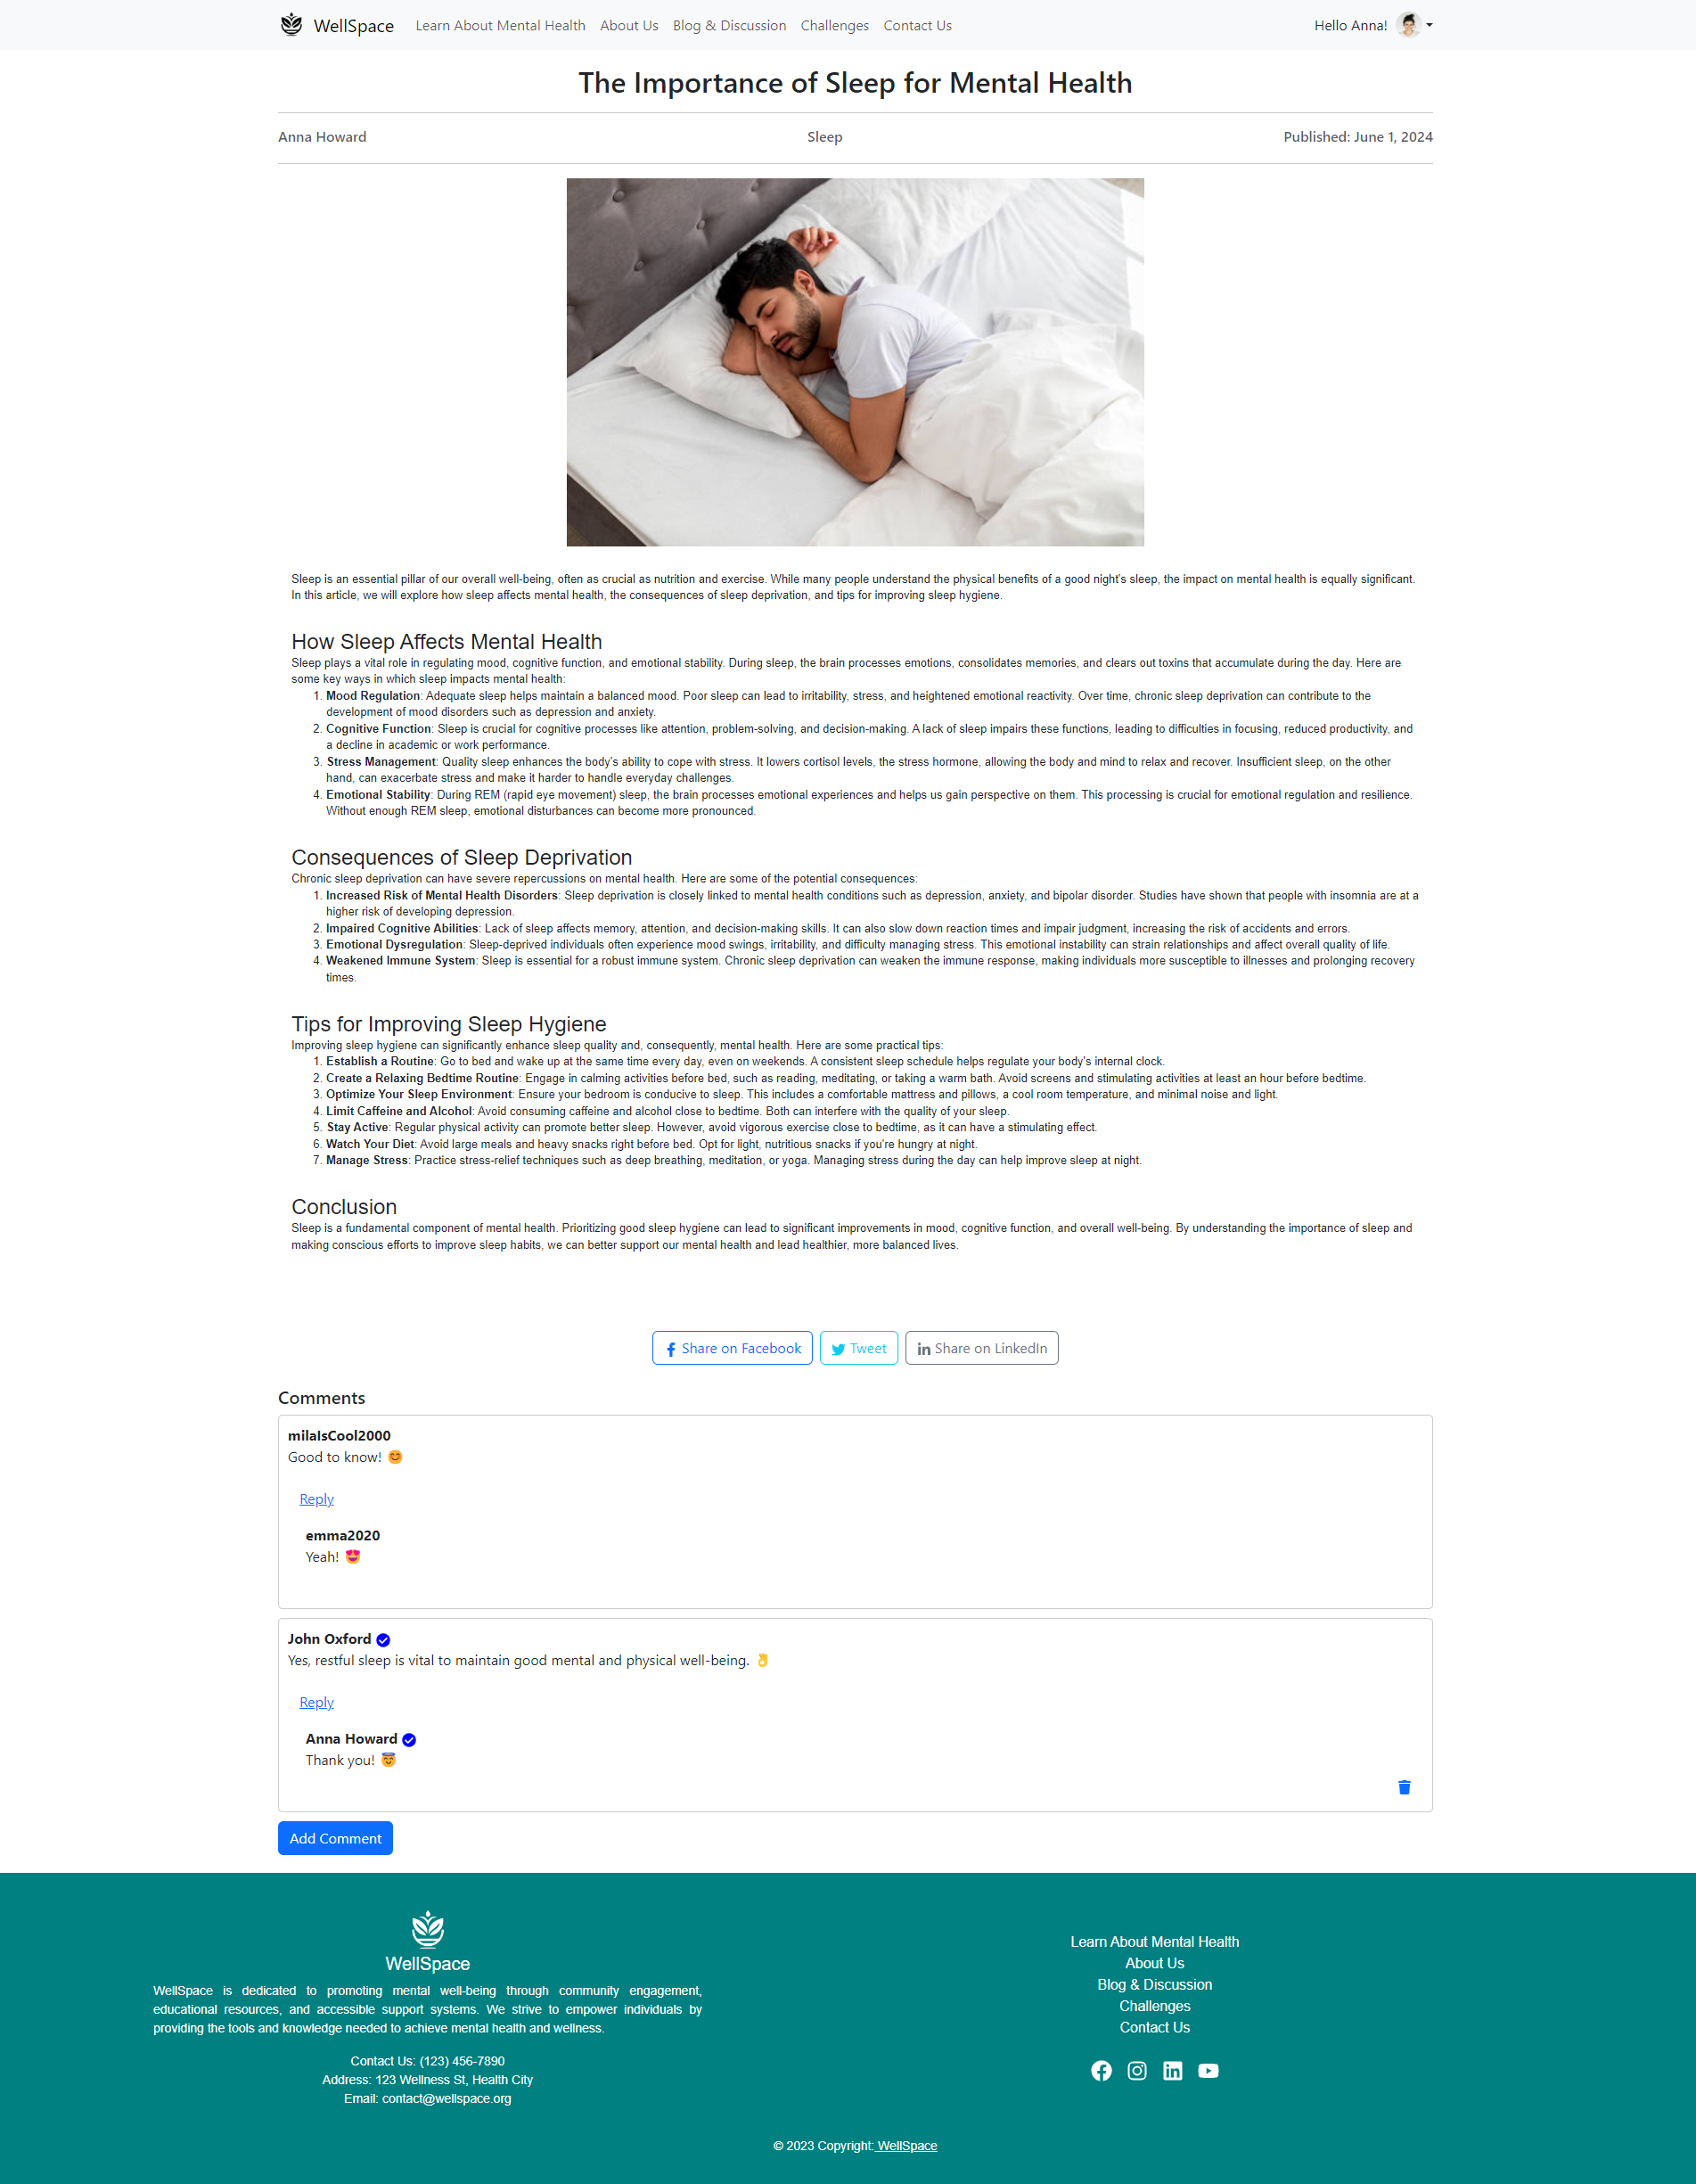 WellSpace Learn About Mental Health About Us Blog & Discussion Challenges Contact Us Hello Anna!
The Importance of Sleep for Mental Health
Anna Howard Sleep Published: June 1, 2024
Sleep is an essential pillar of our overall well-being, often as crucial as nutrition and exercise. While many people understand the physical benefits of a good night's sleep, the impact on mental health is equally significant.
In this article, we will explore how sleep affects mental health, the consequences of sleep deprivation, and tips for improving sleep hygiene.
How Sleep Affects Mental Health
Sleep plays a vital role in regulating mood, cognitive function, and emotional stability. During sleep, the brain processes emotions, consolidates memories, and clears out toxins that accumulate during the day. Here are
some key ways in which sleep impacts mental health:
1. Mood Regulation: Adequate sleep helps maintain a balanced mood. Poor sleep can lead to irritability, stress, and heightened emotional reactivity. Over time, chronic sleep deprivation can contribute to the
development of mood disorders such as depression and anxiety.
2. Cognitive Function: Sleep is crucial for cognitive processes like attention, problem-solving, and decision-making. A lack of sleep impairs these functions, leading to difficulties in focusing, reduced productivity, and
a decline in academic or work performance.
3. Stress Management: Quality sleep enhances the body's ability to cope with stress. It lowers cortisol levels, the stress hormone, allowing the body and mind to relax and recover. Insufficient sleep, on the other
hand, can exacerbate stress and make it harder to handle everyday challenges.
4. Emotional Stability: During REM (rapid eye movement) sleep, the brain processes emotional experiences and helps us gain perspective on them. This processing is crucial for emotional regulation and resilience.
Without enough REM sleep, emotional disturbances can become more pronounced.
Consequences of Sleep Deprivation
Chronic sleep deprivation can have severe repercussions on mental health. Here are some of the potential consequences:
1. Increased Risk of Mental Health Disorders: Sleep deprivation is closely linked to mental health conditions such as depression, anxiety, and bipolar disorder. Studies have shown that people with insomnia are at a
higher risk of developing depression.
2. Impaired Cognitive Abilities: Lack of sleep affects memory, attention, and decision-making skills. It can also slow down reaction times and impair judgment, increasing the risk of accidents and errors.
3. Emotional Dysregulation: Sleep-deprived individuals often experience mood swings, irritability, and difficulty managing stress. This emotional instability can strain relationships and affect overall quality of life.
4. Weakened Immune System: Sleep is essential for a robust immune system. Chronic sleep deprivation can weaken the immune response, making individuals more susceptible to illnesses and prolonging recovery
times.
Tips for Improving Sleep Hygiene
Improving sleep hygiene can significantly enhance sleep quality and, consequently, mental health. Here are some practical tips:
1. Establish a Routine: Go to bed and wake up at the same time every day, even on weekends. A consistent sleep schedule helps regulate your body's internal clock.
2. Create a Relaxing Bedtime Routine: Engage in calming activities before bed, such as reading, meditating, or taking a warm bath. Avoid screens and stimulating activities at least an hour before bedtime.
3. Optimize Your Sleep Environment: Ensure your bedroom is conducive to sleep. This includes a comfortable mattress and pillows, a cool room temperature, and minimal noise and light.
4. Limit Caffeine and Alcohol: Avoid consuming caffeine and alcohol close to bedtime. Both can interfere with the quality of your sleep.
5. Stay Active: Regular physical activity can promote better sleep. However, avoid vigorous exercise close to bedtime, as it can have a stimulating effect.
6. Watch Your Diet: Avoid large meals and heavy snacks right before bed. Opt for light, nutritious snacks if you're hungry at night.
7. Manage Stress: Practice stress-relief techniques such as deep breathing, meditation, or yoga. Managing stress during the day can help improve sleep at night.
Conclusion
Sleep is a fundamental component of mental health. Prioritizing good sleep hygiene can lead to significant improvements in mood, cognitive function, and overall well-being. By understanding the importance of sleep and
making conscious efforts to improve sleep habits, we can better support our mental health and lead healthier, more balanced lives.
Share on Facebook Tweet Share on LinkedIn
Comments
milaIsCool2000
Good to know! 😊
Reply
emma2020
Yeah! 😍
John Oxford
Yes, restful sleep is vital to maintain good mental and physical well-being. 👌
Reply
Anna Howard
Thank you! 😇
Add Comment
WellSpace
WellSpace is dedicated to promoting mental well-being through community engagement,
educational resources, and accessible support systems. We strive to empower individuals by
providing the tools and knowledge needed to achieve mental health and wellness.
Contact Us: (123) 456-7890
Address: 123 Wellness St, Health City
Email: contact@wellspace.org
Learn About Mental Health
About Us
Blog & Discussion
Challenges
Contact Us
© 2023 Copyright: WellSpace